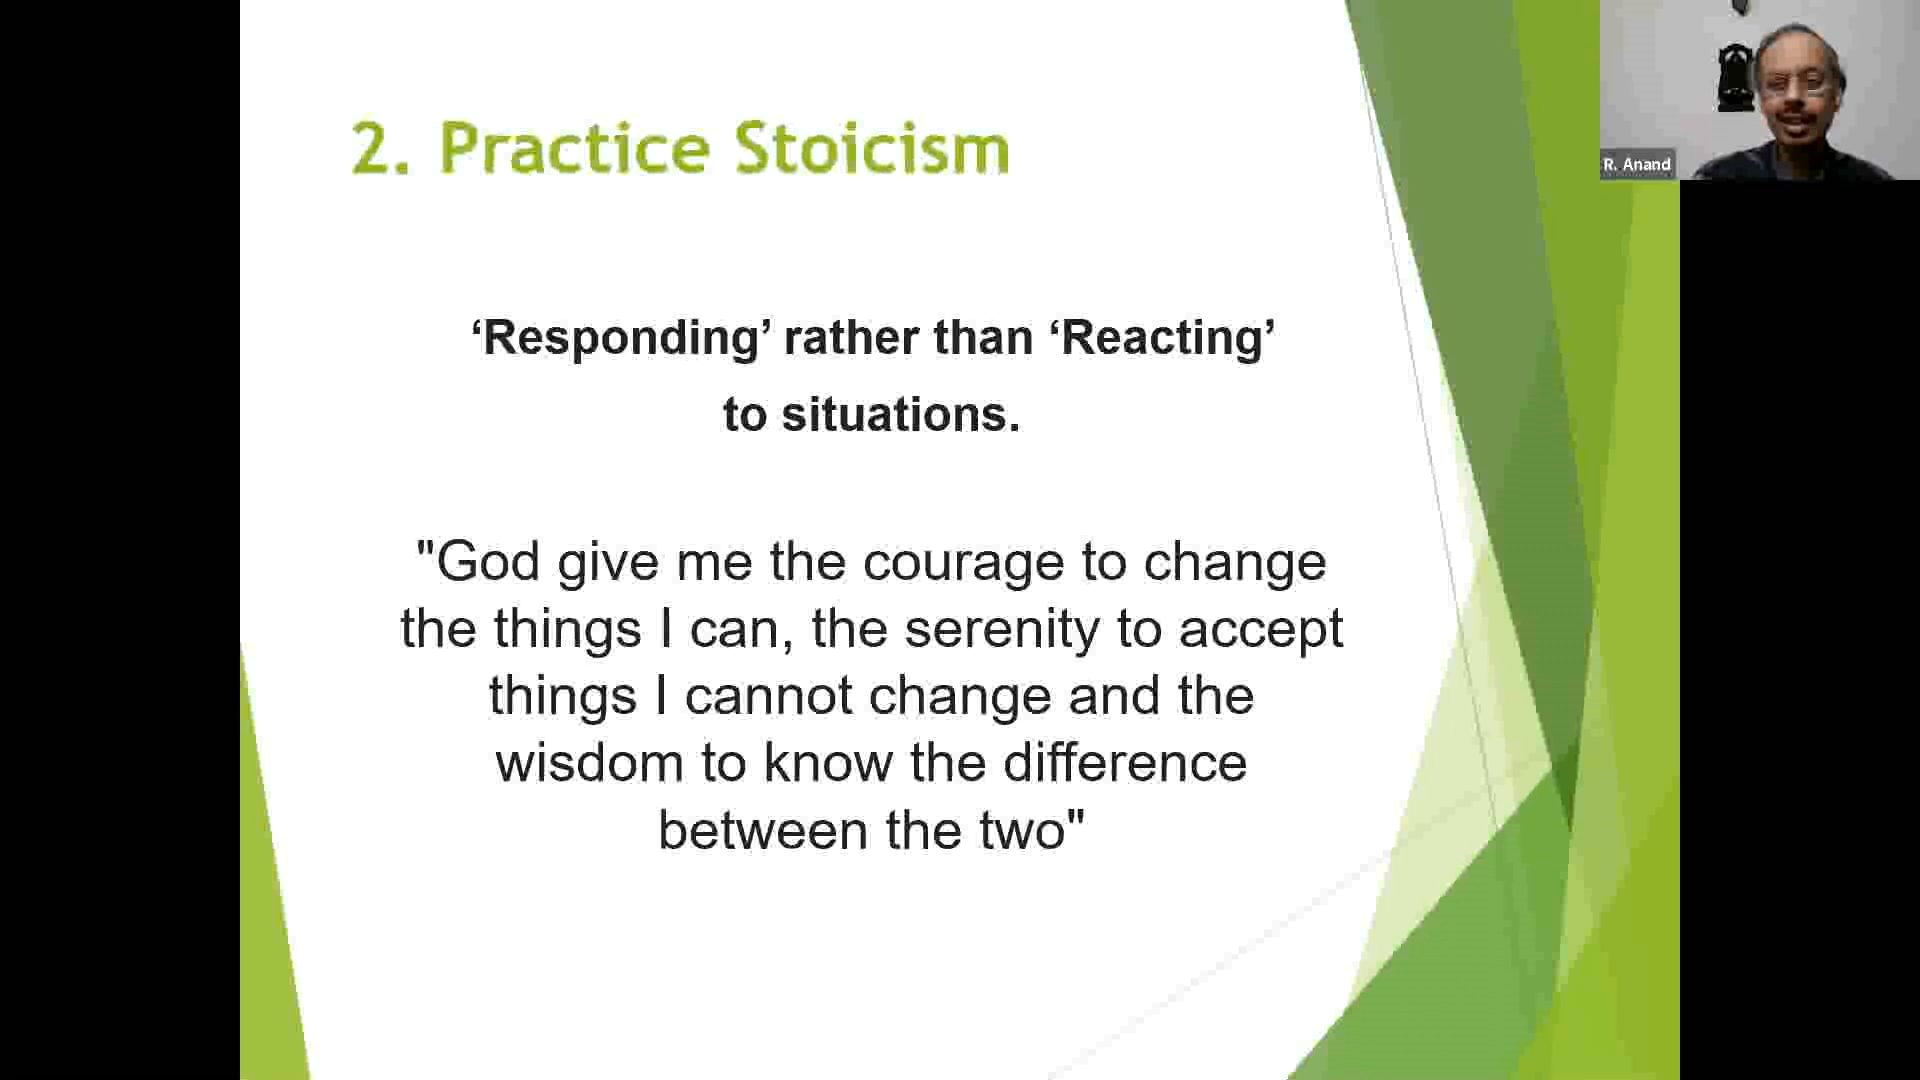 2. Practice Stoicism
‘Responding’ rather than ‘Reacting’
to situations.
"God give me the courage to change
the things I can, the serenity to accept
things I cannot change and the
wisdom to know the difference
between the two"
R. Anand